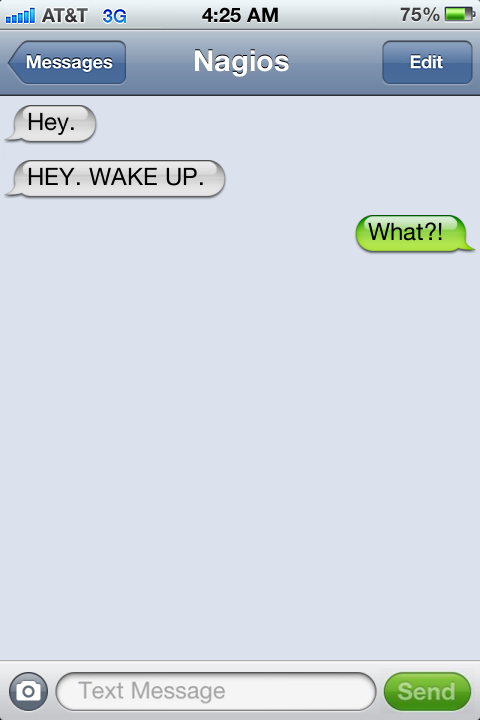 AT&T 3G 4:25 AM 75%
Messages Nagios Edit
Hey.
HEY. WAKE UP.
What?!
Text Message Send